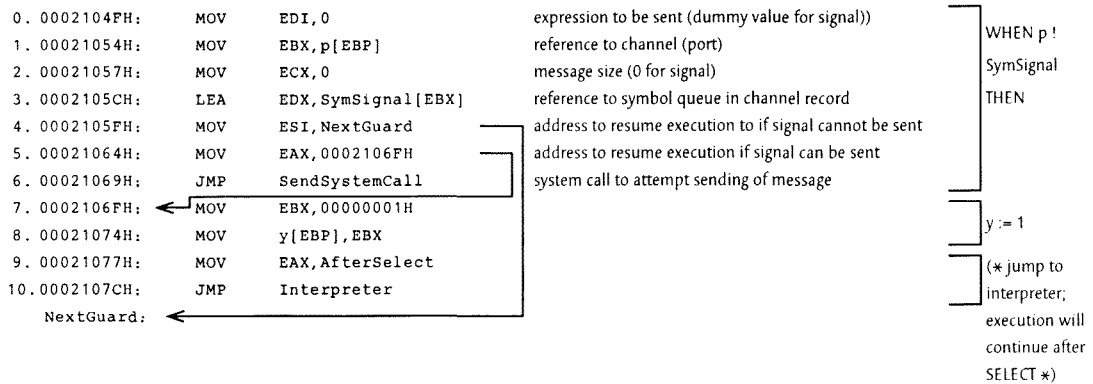 0. 0002104FH: MOV EDI,0 expression to be sent (dummy value for signal))
1. 00021054H: MOV EBX,p[EBP] reference to channel (port)
2. 00021057H: MOV ECX,0 message size (0 for signal)
3. 0002105CH: LEA EDX,SymSignal[EBX] reference to symbol queue in channel record
4. 0002105FH: MOV ESI,NextGuard address to resume execution to if signal cannot be sent
5. 00021064H: MOV EAX,0002106FH address to resume execution if signal can be sent
6. 00021069H: JMP SendSystemCall system call to attempt sending of message
7. 0002106FH: MOV EBX,00000001H
8. 00021074H: MOV y[EBP],EBX
9. 00021077H: MOV EAX,AfterSelect
10.0002107CH: JMP Interpreter
NextGuard:
WHEN p !
SymSignal
THEN
y := 1
(* jump to
interpreter;
execution will
continue after
SELECT *)